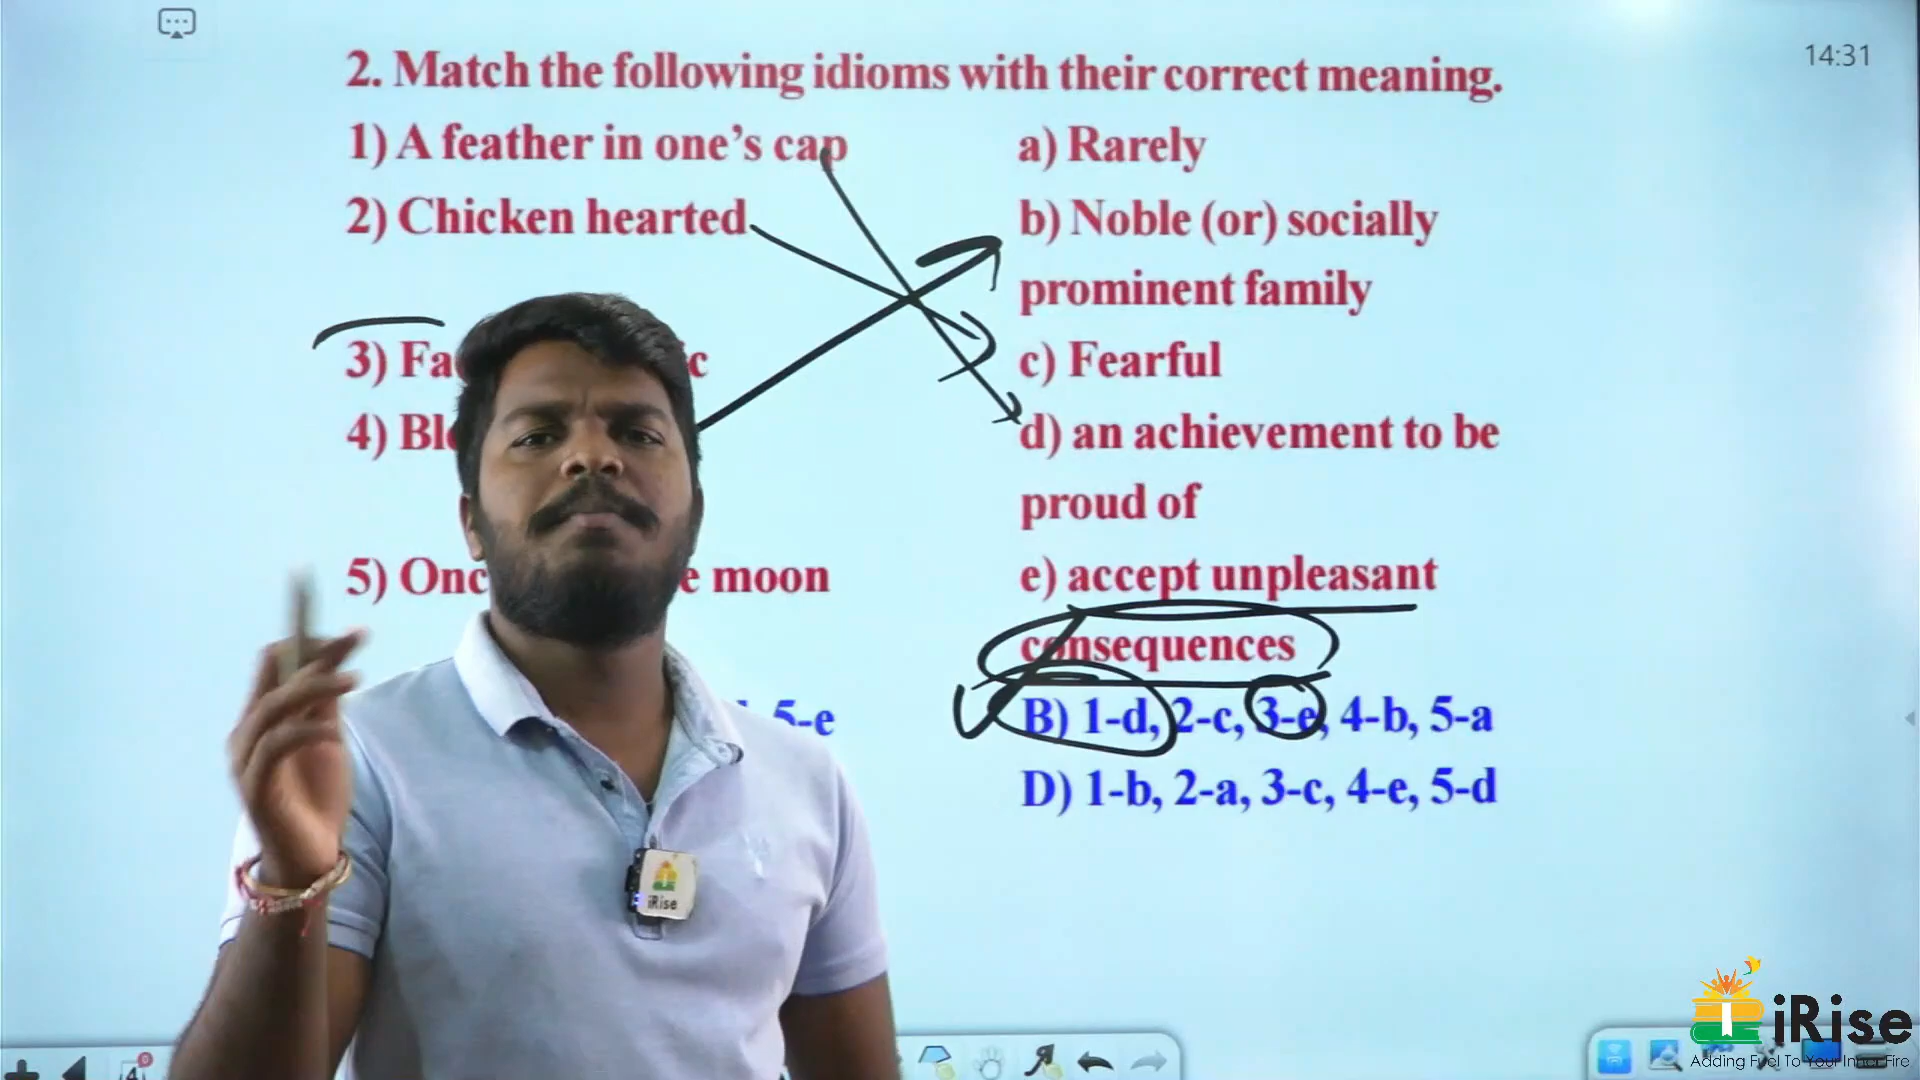 14:31
2. Match the following idioms with their correct meaning.
1) A feather in one's cap
a) Rarely
2) Chicken hearted
b) Noble (or) socially
prominent family
3)
c) Fearful
4)
d) an achievement to be
proud of
5) moon
e) accept unpleasant
consequences
5-e
B) 1-d, 2-c, 3-e, 4-b, 5-a
D) 1-b, 2-a, 3-c, 4-e, 5-d
iRise
iRise
Adding Fuel To Your Inner Fire